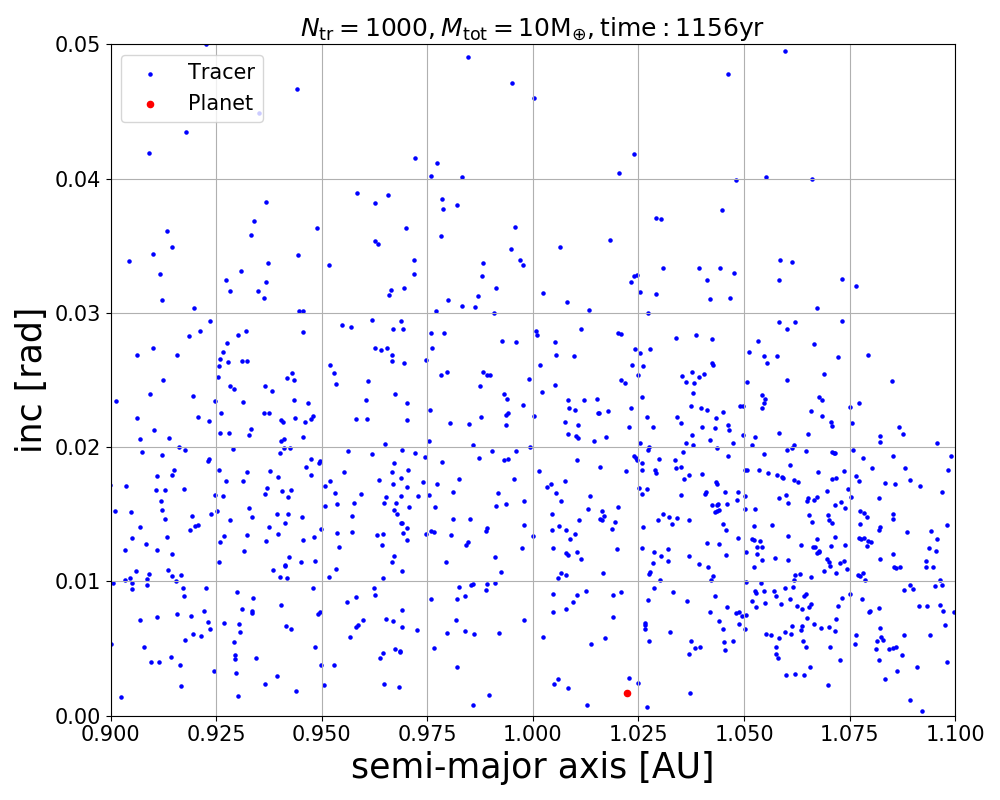 N_tr = 1000, M_tot = 10M_⊕, time : 1156yr
Tracer
Planet
0.05
0.04
0.03
0.02
0.01
0.00
inc [rad]
0.900 0.925 0.950 0.975 1.000 1.025 1.050 1.075 1.100
semi-major axis [AU]